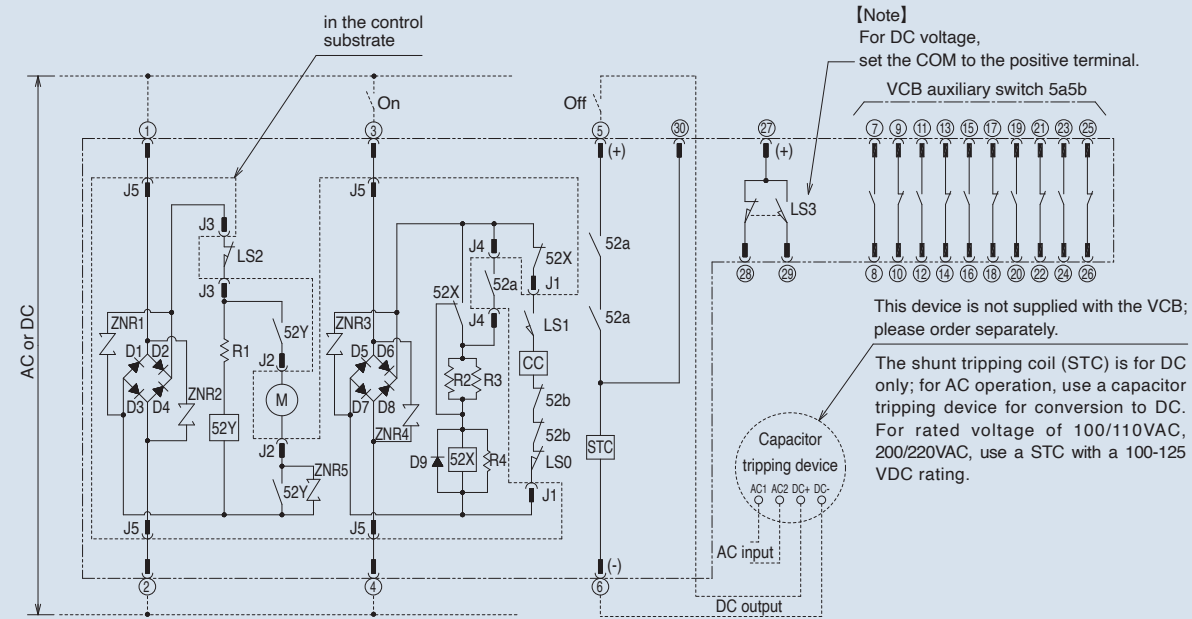 in the control
substrate
【Note】
For DC voltage,
set the COM to the positive terminal.
VCB auxiliary switch 5a5b
On
Off
① ③ ⑤ ㉚ ㉗ ⑦ ⑨ ⑪ ⑬ ⑮ ⑰ ⑲ ㉑ ㉓ ㉕
(+) (+)
J5 J5
J3 J4 52a
LS2 52X LS3
J3 52a J1
㉘ ㉙ ⑧ ⑩ ⑫ ⑭ ⑯ ⑱ ⑳ ㉒ ㉔ ㉖
52X
ZNR1 52Y ZNR3 J4 LS1 52a
This device is not supplied with the VCB;
please order separately.
AC or DC
D1 D2 R1 J2 D5 D6 CC
R2 R3
D3 D4 ZNR2 M D7 D8 52b
The shunt tripping coil (STC) is for DC
only; for AC operation, use a capacitor
tripping device for conversion to DC.
For rated voltage of 100/110VAC,
200/220VAC, use a STC with a 100-125
VDC rating.
52Y ZNR4 52b
J2 D9 52X R4 LS0 STC
Capacitor
tripping device
ZNR5
52Y J1
AC1 AC2 DC+ DC-
J5 J5
AC input
(-)
② ④ ⑥
DC output